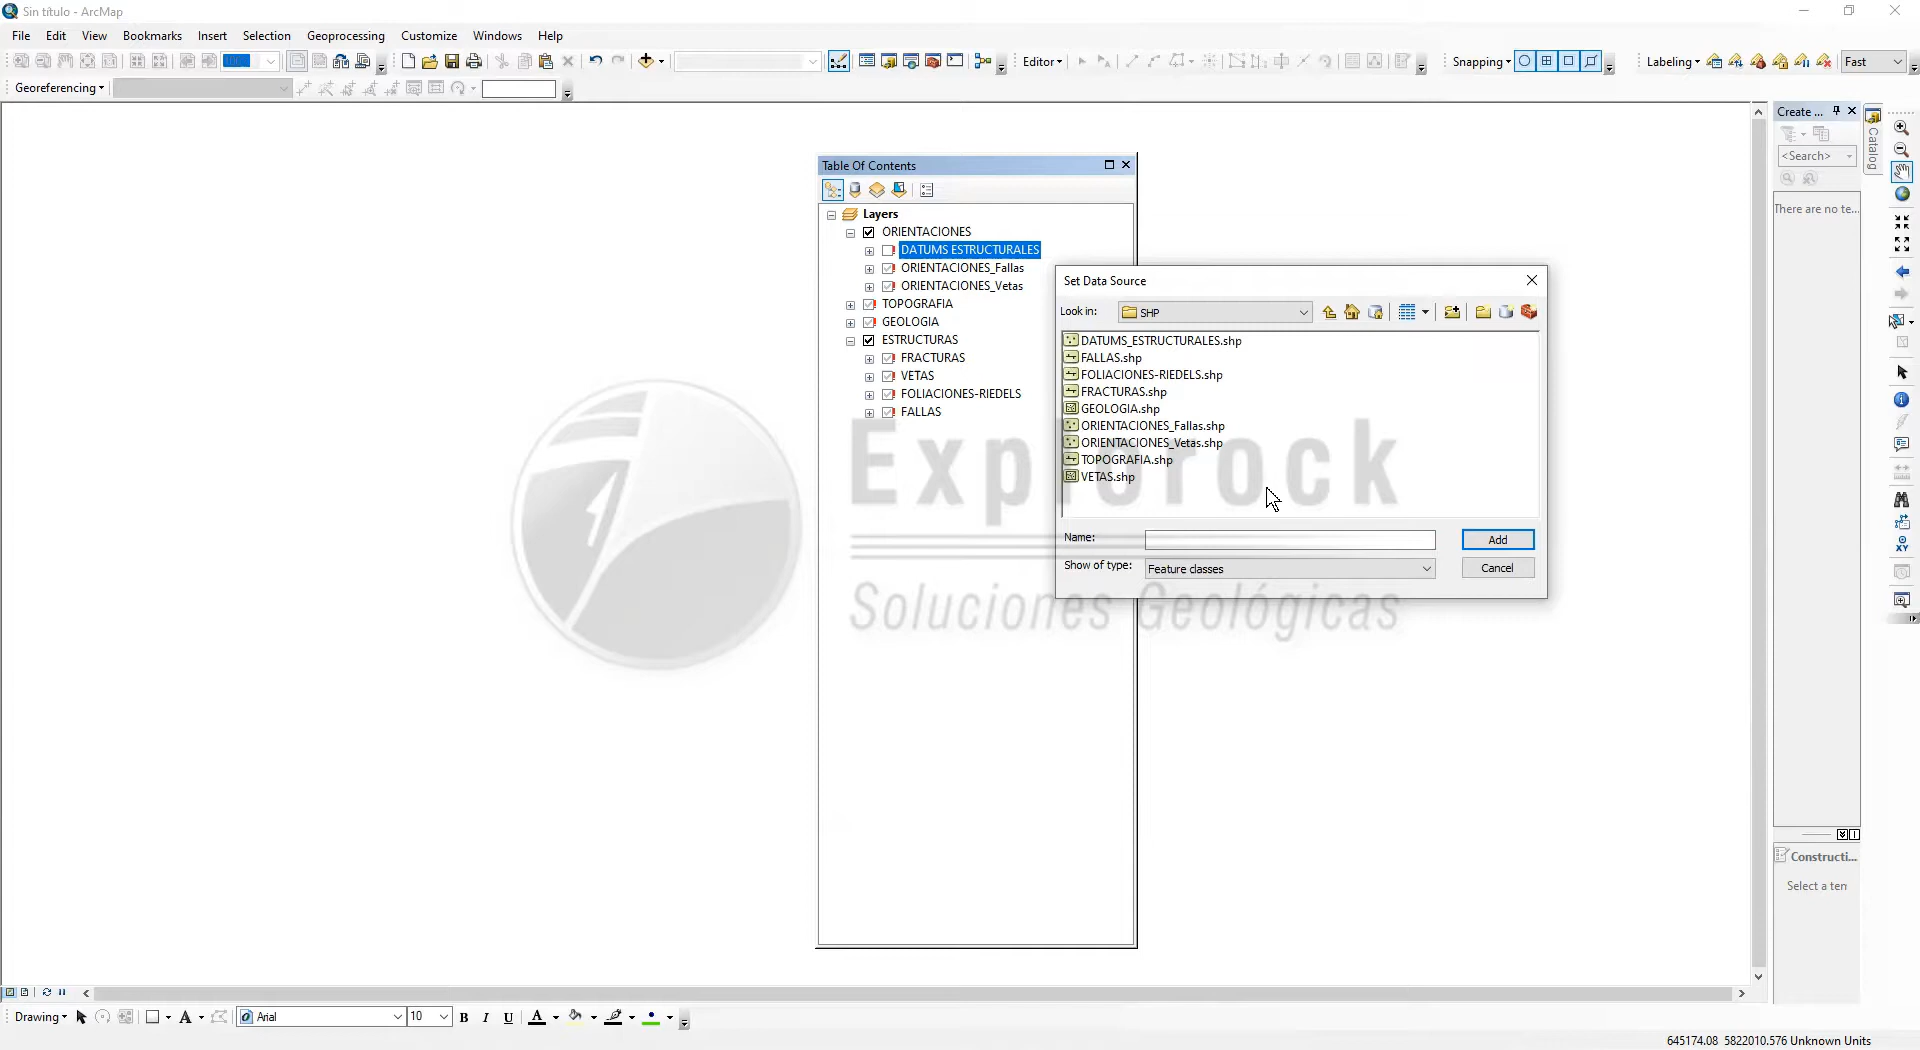 Sin título - ArcMap
File Edit View Bookmarks Insert Selection Geoprocessing Customize Windows Help
Editor Snapping Labeling Fast
Georeferencing
Create ...
Catalog
<Search>
There are no te...
Table Of Contents
Layers
ORIENTACIONES
DATUMS ESTRUCTURALES
ORIENTACIONES_Fallas
ORIENTACIONES_Vetas
TOPOGRAFIA
GEOLOGIA
ESTRUCTURAS
FRACTURAS
VETAS
FOLIACIONES-RIEDELS
FALLAS
Set Data Source
Look in: SHP
DATUMS_ESTRUCTURALES.shp
FALLAS.shp
FOLIACIONES-RIEDELS.shp
FRACTURAS.shp
GEOLOGIA.shp
ORIENTACIONES_Fallas.shp
ORIENTACIONES_Vetas.shp
TOPOGRAFIA.shp
VETAS.shp
Name: Add
Show of type: Feature classes Cancel
Explorock
Soluciones Geológicas
XY
Constructi...
Select a ten
Drawing A Arial 10 B I U A
645174.08 5822010.576 Unknown Units